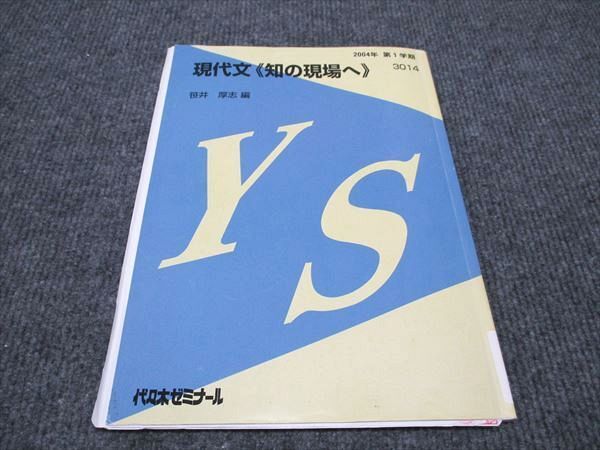 2004年 第1学期
現代文《知の現場へ》
3014
笹井 厚志 編
YS
代々木ゼミナール